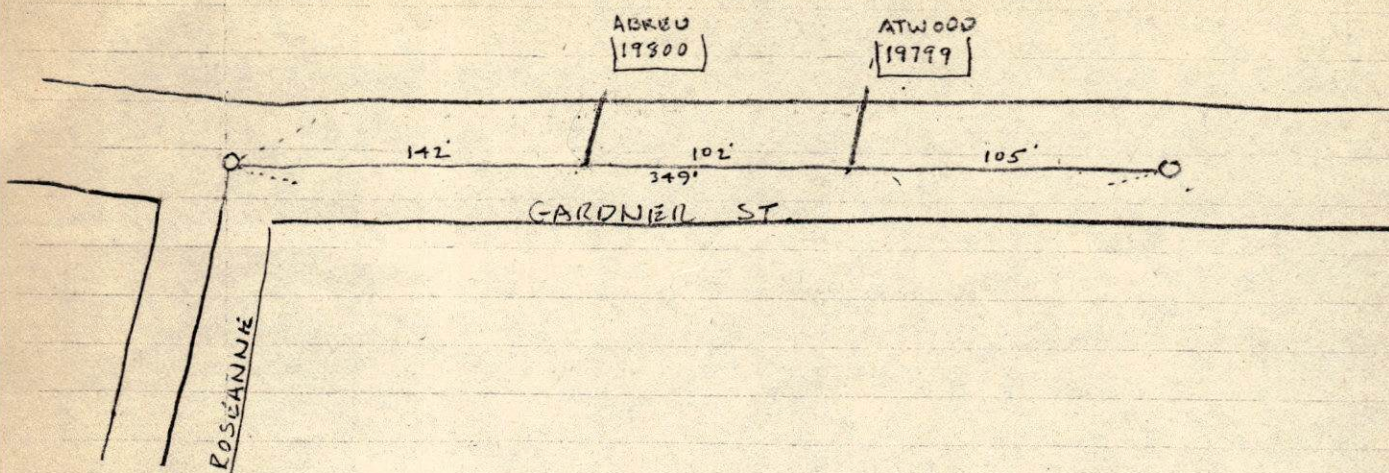 ABREU
19800
ATWOOD
19799
142'
102'
105'
349'
GARDNER ST.
ROSEANNE